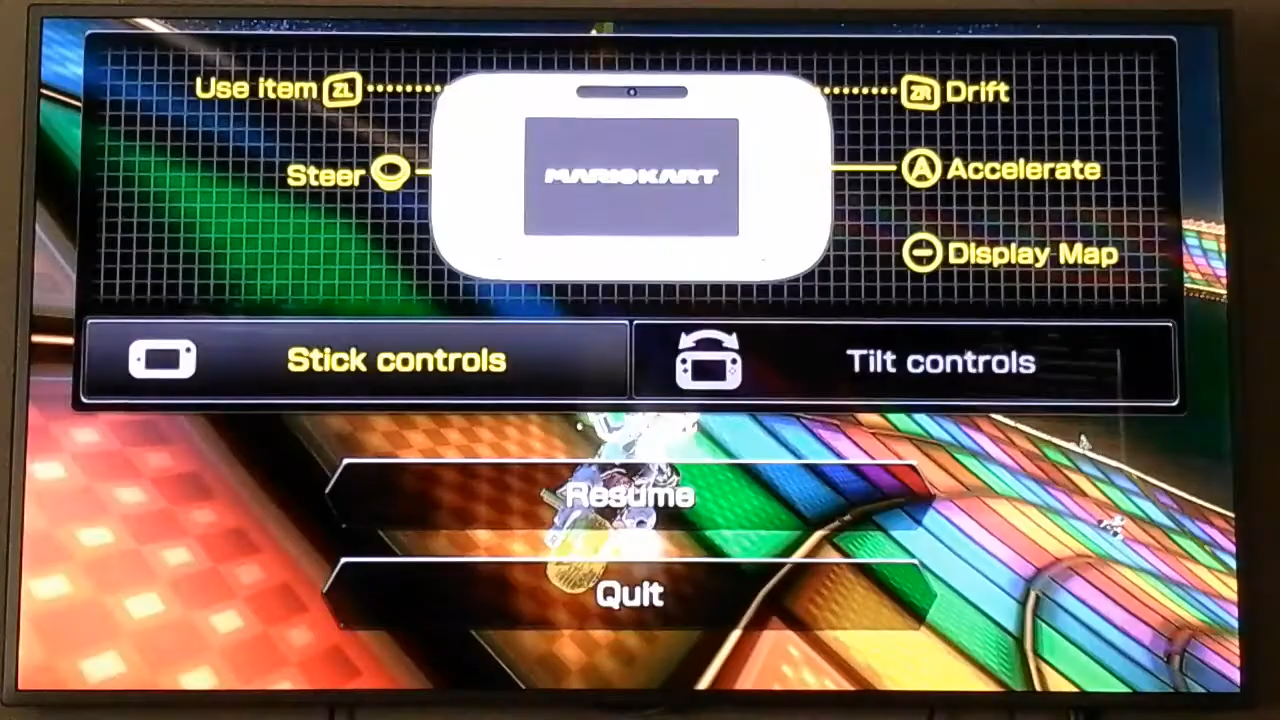 Use item ZL
ZR Drift
Steer
MARIOKART
A Accelerate
Display Map
Stick controls
Tilt controls
Resume
Quit